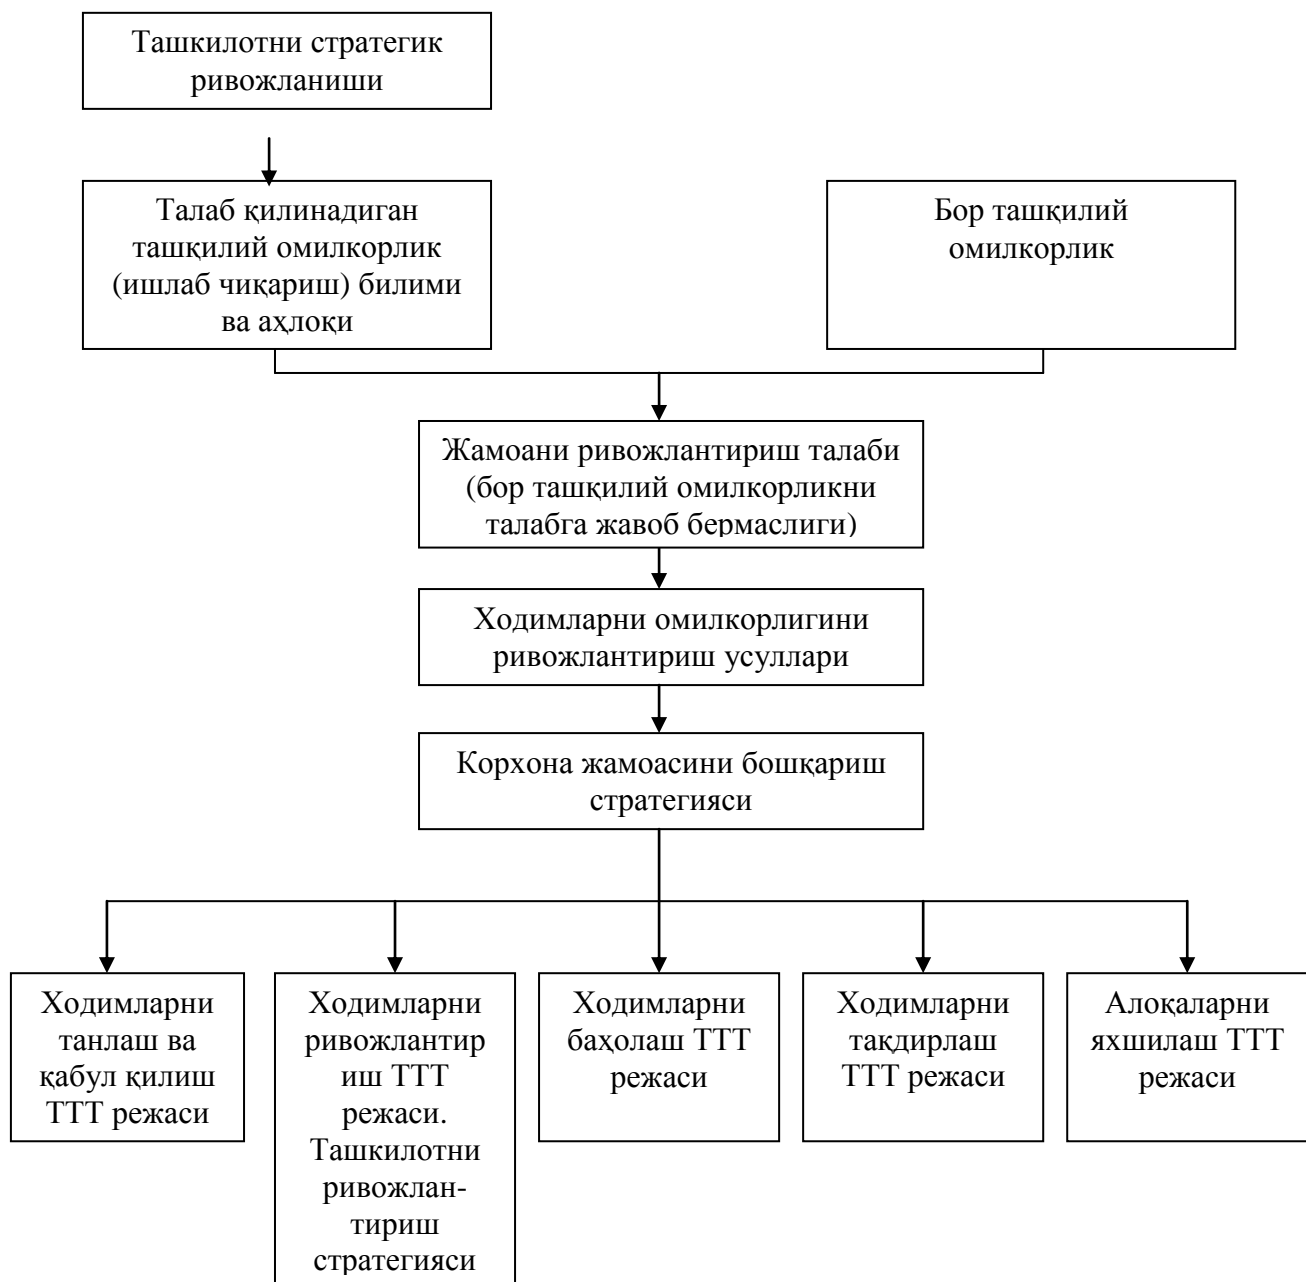 Ташкилотни стратегик
ривожланиши
Талаб қилинадиган
ташқилий омилкорлик
(ишлаб чиқариш) билими
ва аҳлоқи
Бор ташқилий
омилкорлик
Жамоани ривожлантириш талаби
(бор ташқилий омилкорликни
талабга жавоб бермаслиги)
Ходимларни омилкорлигини
ривожлантириш усуллари
Корхона жамоасини бошқариш
стратегияси
Ходимларни
танлаш ва
қабул қилиш
ТТТ режаси
Ходимларни
ривожлантир
иш ТТТ
режаси.
Ташкилотни
ривожлан-
тириш
стратегияси
Ходимларни
баҳолаш ТТТ
режаси
Ходимларни
тақдирлаш
ТТТ режаси
Алоқаларни
яхшилаш ТТТ
режаси